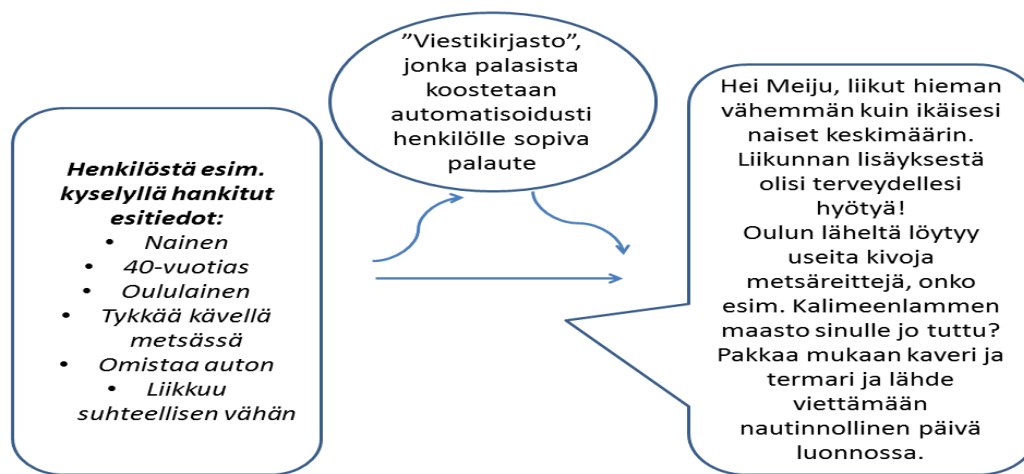 Henkilöstä esim.
kyselyllä hankitut
esitiedot:
• Nainen
• 40-vuotias
• Oululainen
• Tykkää kävellä
metsässä
• Omistaa auton
• Liikkuu
suhteellisen vähän
”Viestikirjasto”,
jonka palasista
koostetaan
automatisoidusti
henkilölle sopiva
palaute
Hei Meiju, liikut hieman
vähemmän kuin ikäisesi
naiset keskimäärin.
Liikunnan lisäyksestä
olisi terveydellesi
hyötyä!
Oulun läheltä löytyy
useita kivoja
metsäreittejä, onko
esim. Kalimeenlammen
maasto sinulle jo tuttu?
Pakkaa mukaan kaveri ja
termari ja lähde
viettämään
nautinnollinen päivä
luonnossa.